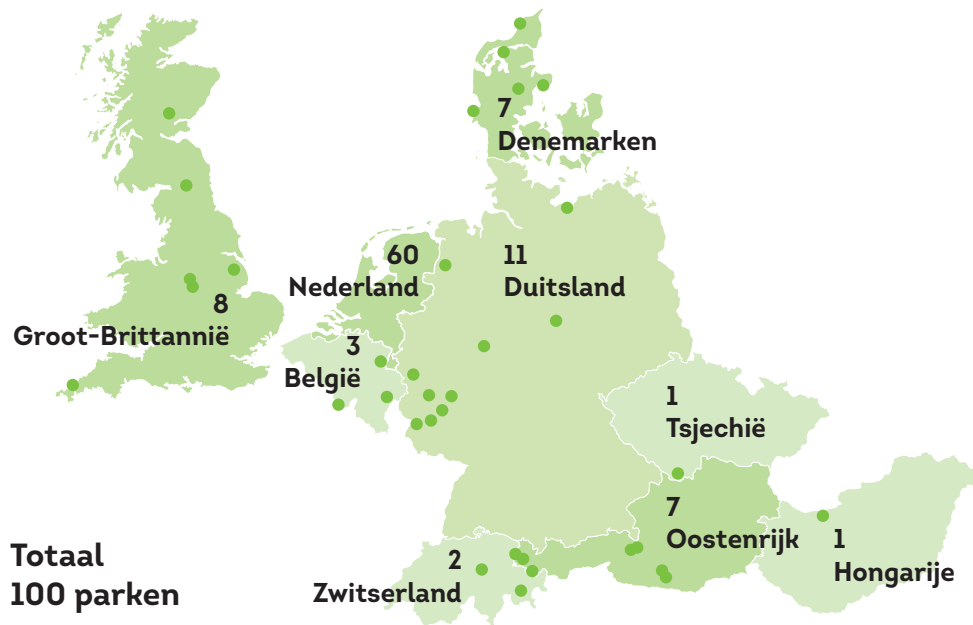 7
Denemarken
60
Nederland
11
Duitsland
8
Groot-Brittannië
3
België
1
Tsjechië
7
Oostenrijk
1
Hongarije
2
Zwitserland
Totaal
100 parken